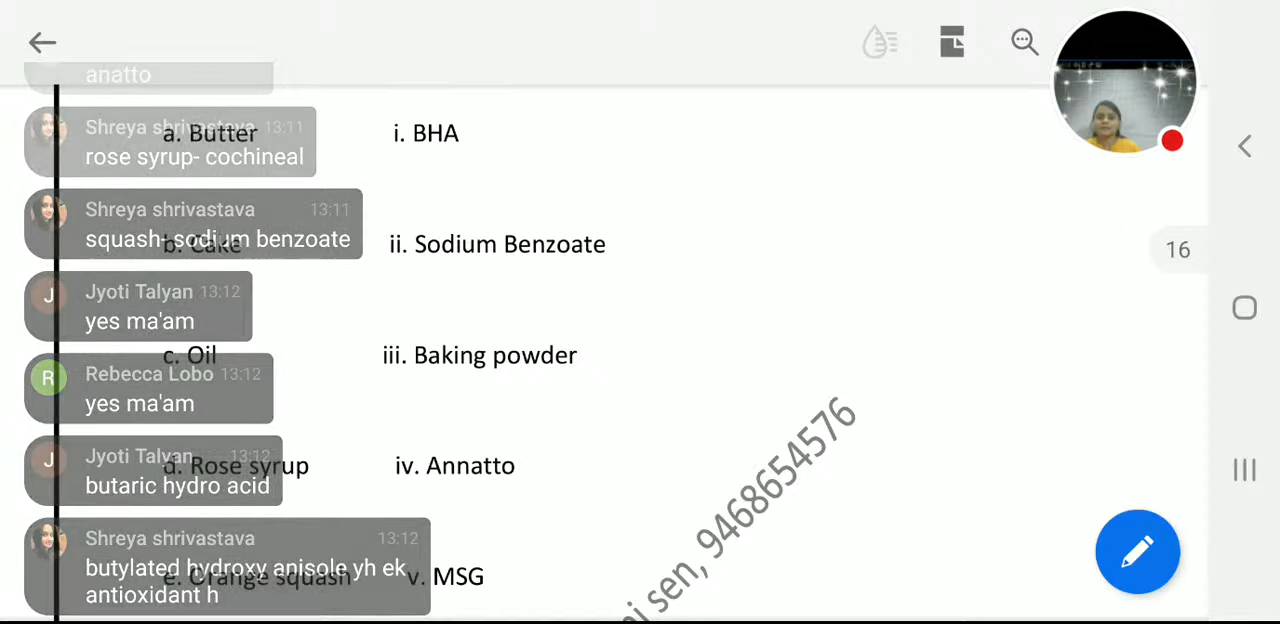 anatto
Shreya shrivastava 13:11
a. Butter i. BHA
rose syrup- cochineal
Shreya shrivastava 13:11
squash- sodium benzoate
b. Cake ii. Sodium Benzoate
16
Jyoti Talyan 13:12
yes ma'am
c. Oil iii. Baking powder
R Rebecca Lobo 13:12
yes ma'am
J Jyoti Talyan 13:12
d. Rose syrup iv. Annatto
butaric hydro acid
Shreya shrivastava 13:12
butylated hydroxy anisole yh ek
antioxidant h
e. Orange squash v. MSG
sen, 9468654576